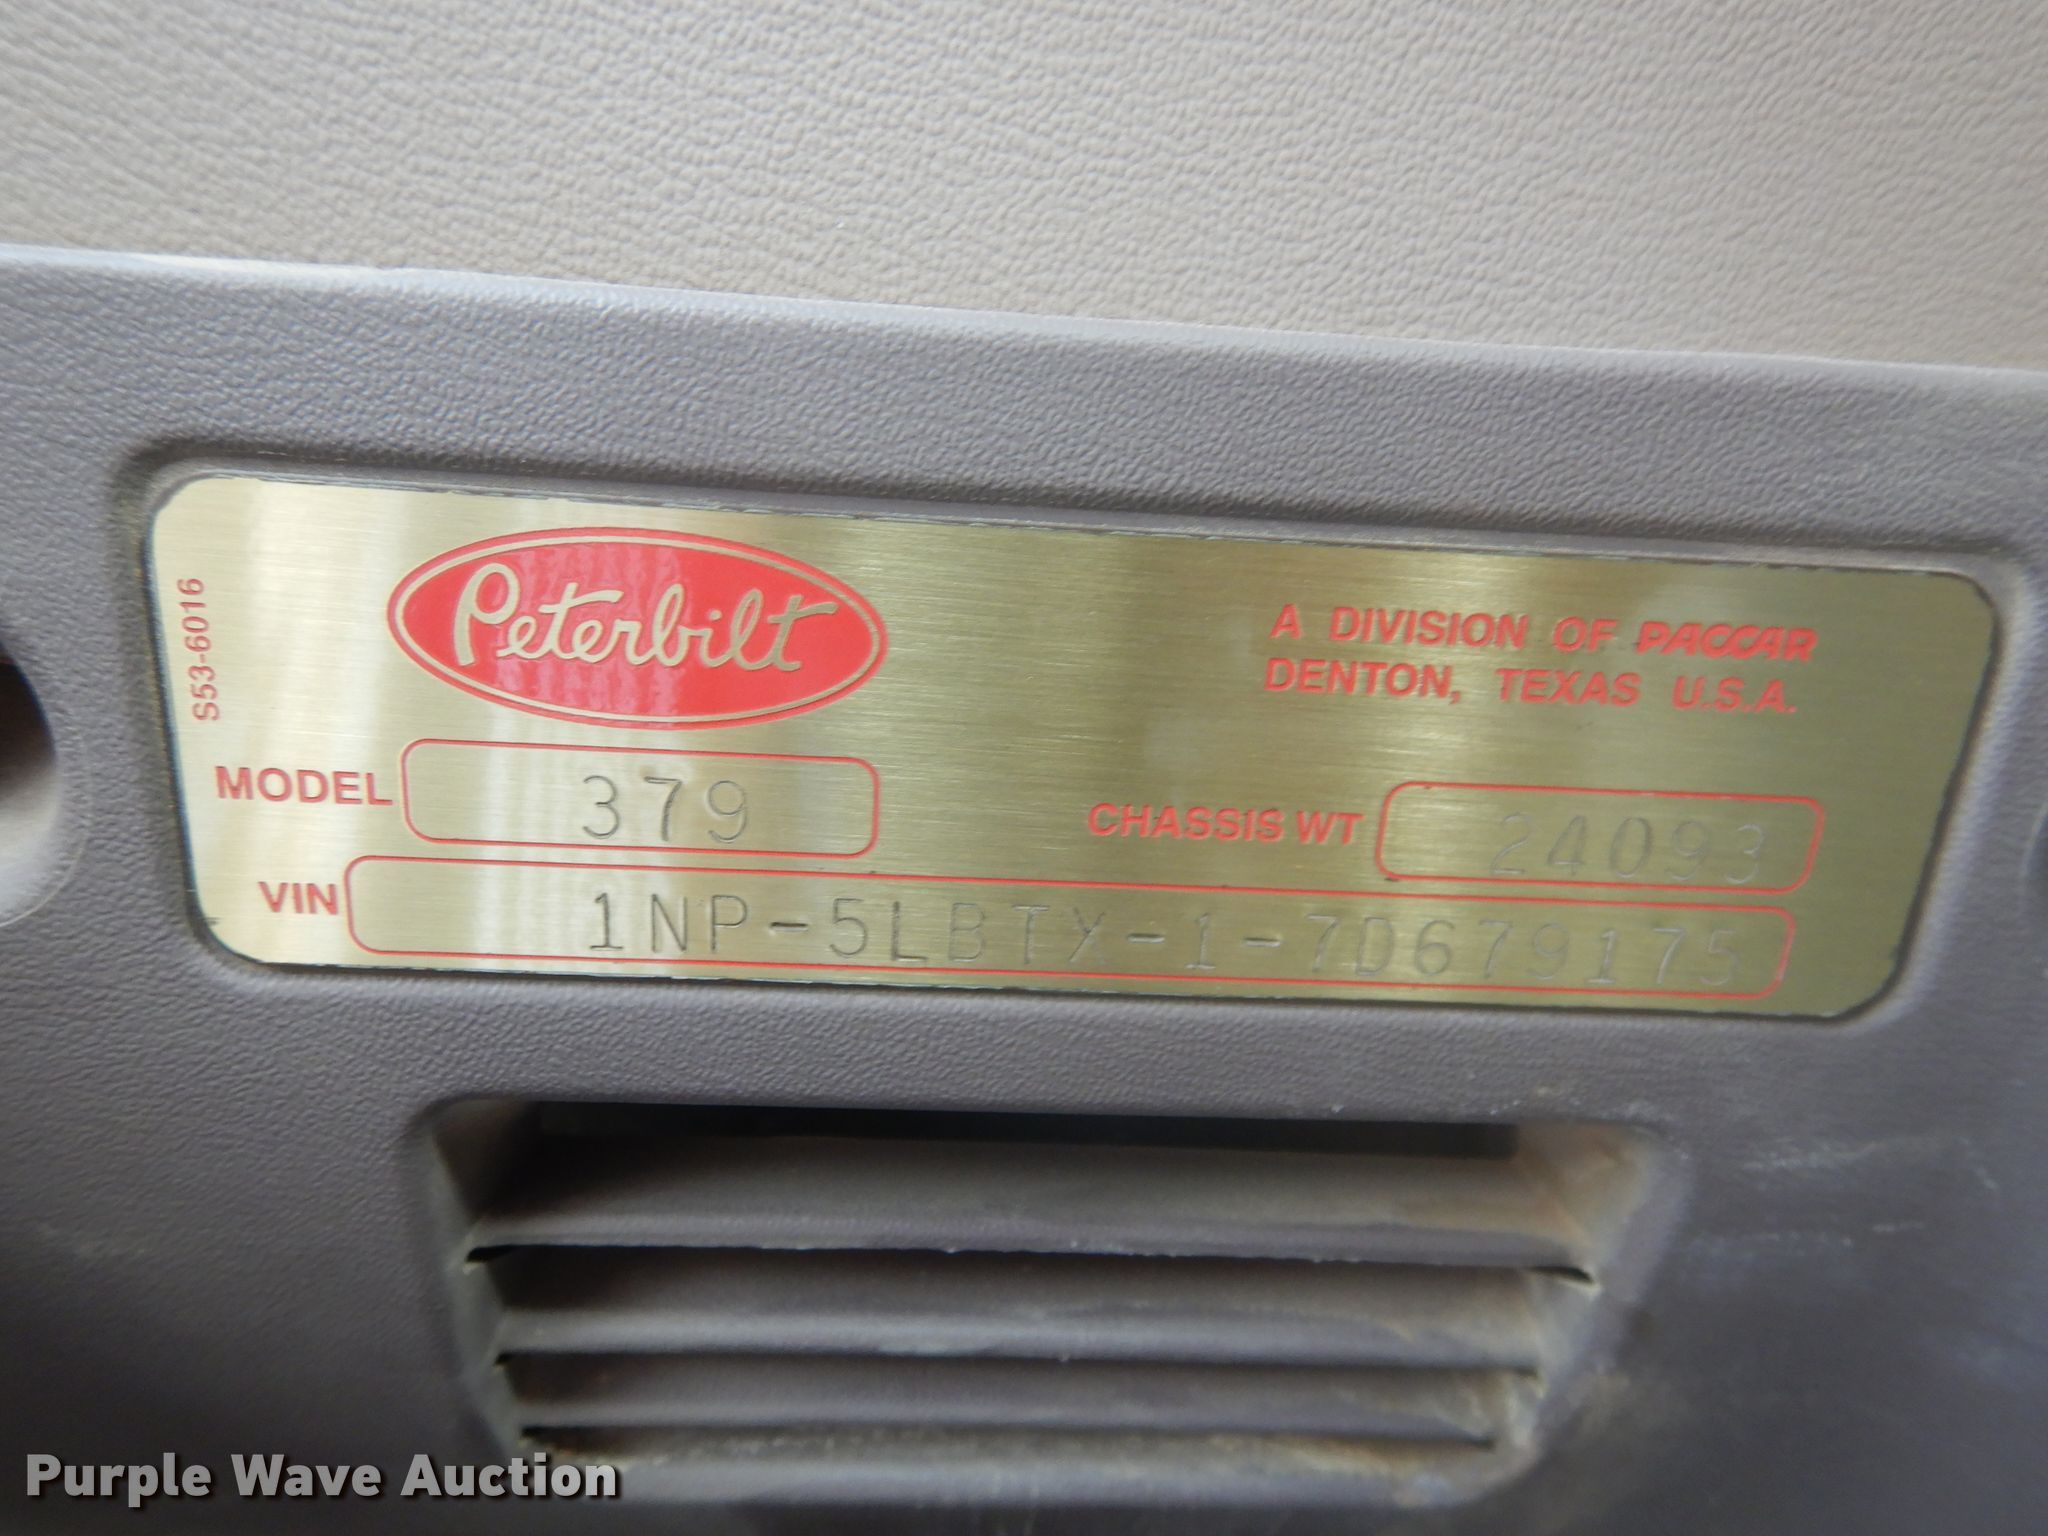 S53-6016
Peterbilt
A DIVISION OF PACCAR
DENTON, TEXAS U.S.A.
MODEL 379
CHASSIS WT 24093
VIN 1NP-5LBTX-1-7D679175
Purple Wave Auction